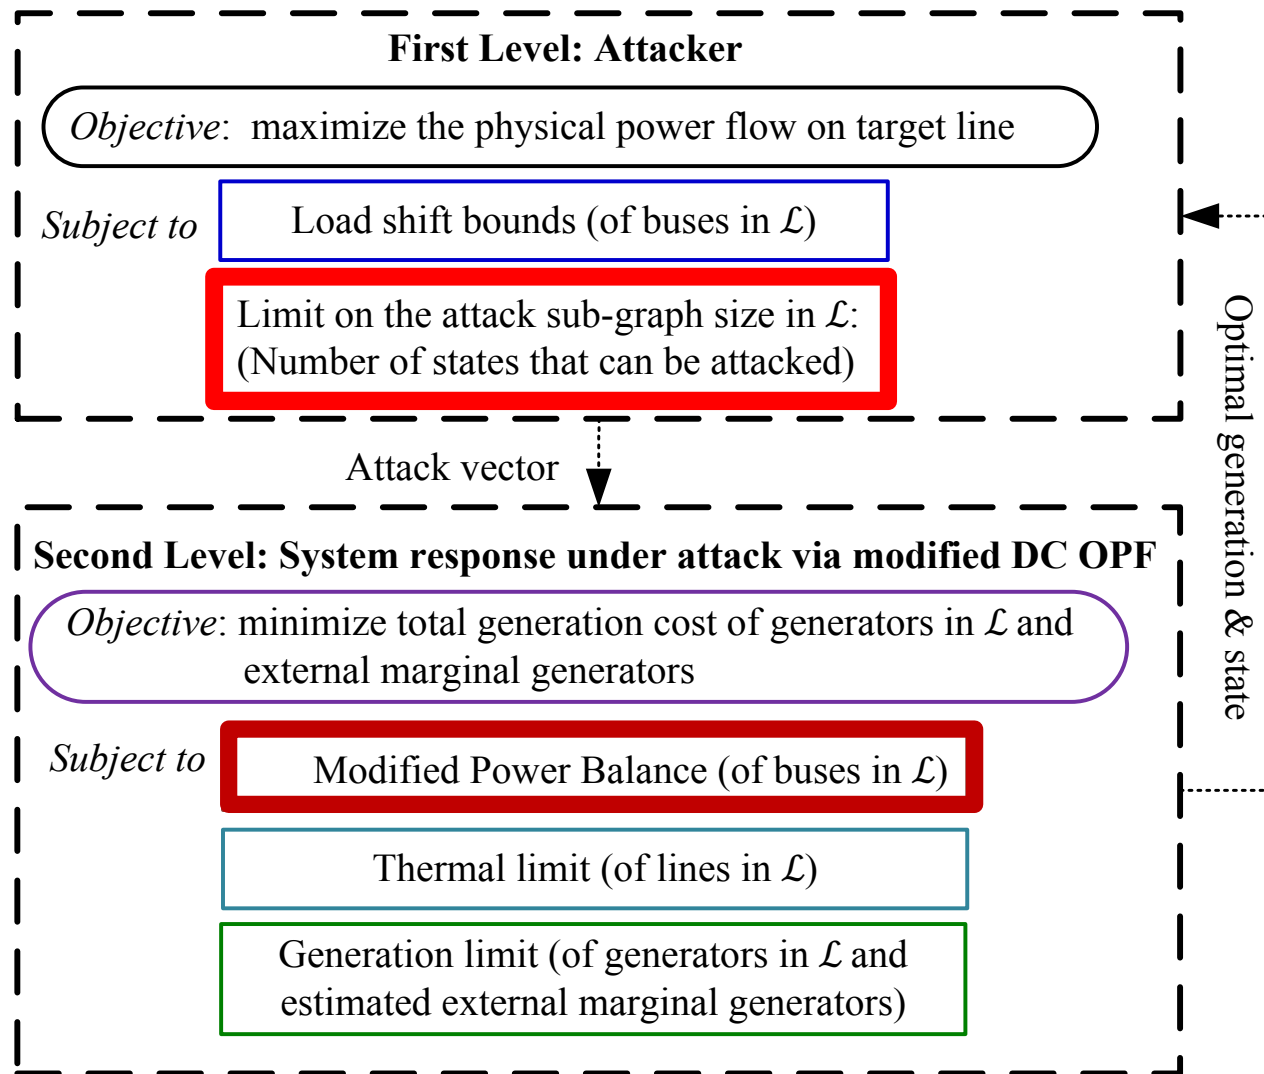 First Level: Attacker
Objective: maximize the physical power flow on target line
Subject to
Load shift bounds (of buses in ℒ)
Limit on the attack sub-graph size in ℒ:
(Number of states that can be attacked)
Attack vector
Optimal generation & state
Second Level: System response under attack via modified DC OPF
Objective: minimize total generation cost of generators in ℒ and
external marginal generators
Subject to
Modified Power Balance (of buses in ℒ)
Thermal limit (of lines in ℒ)
Generation limit (of generators in ℒ and
estimated external marginal generators)